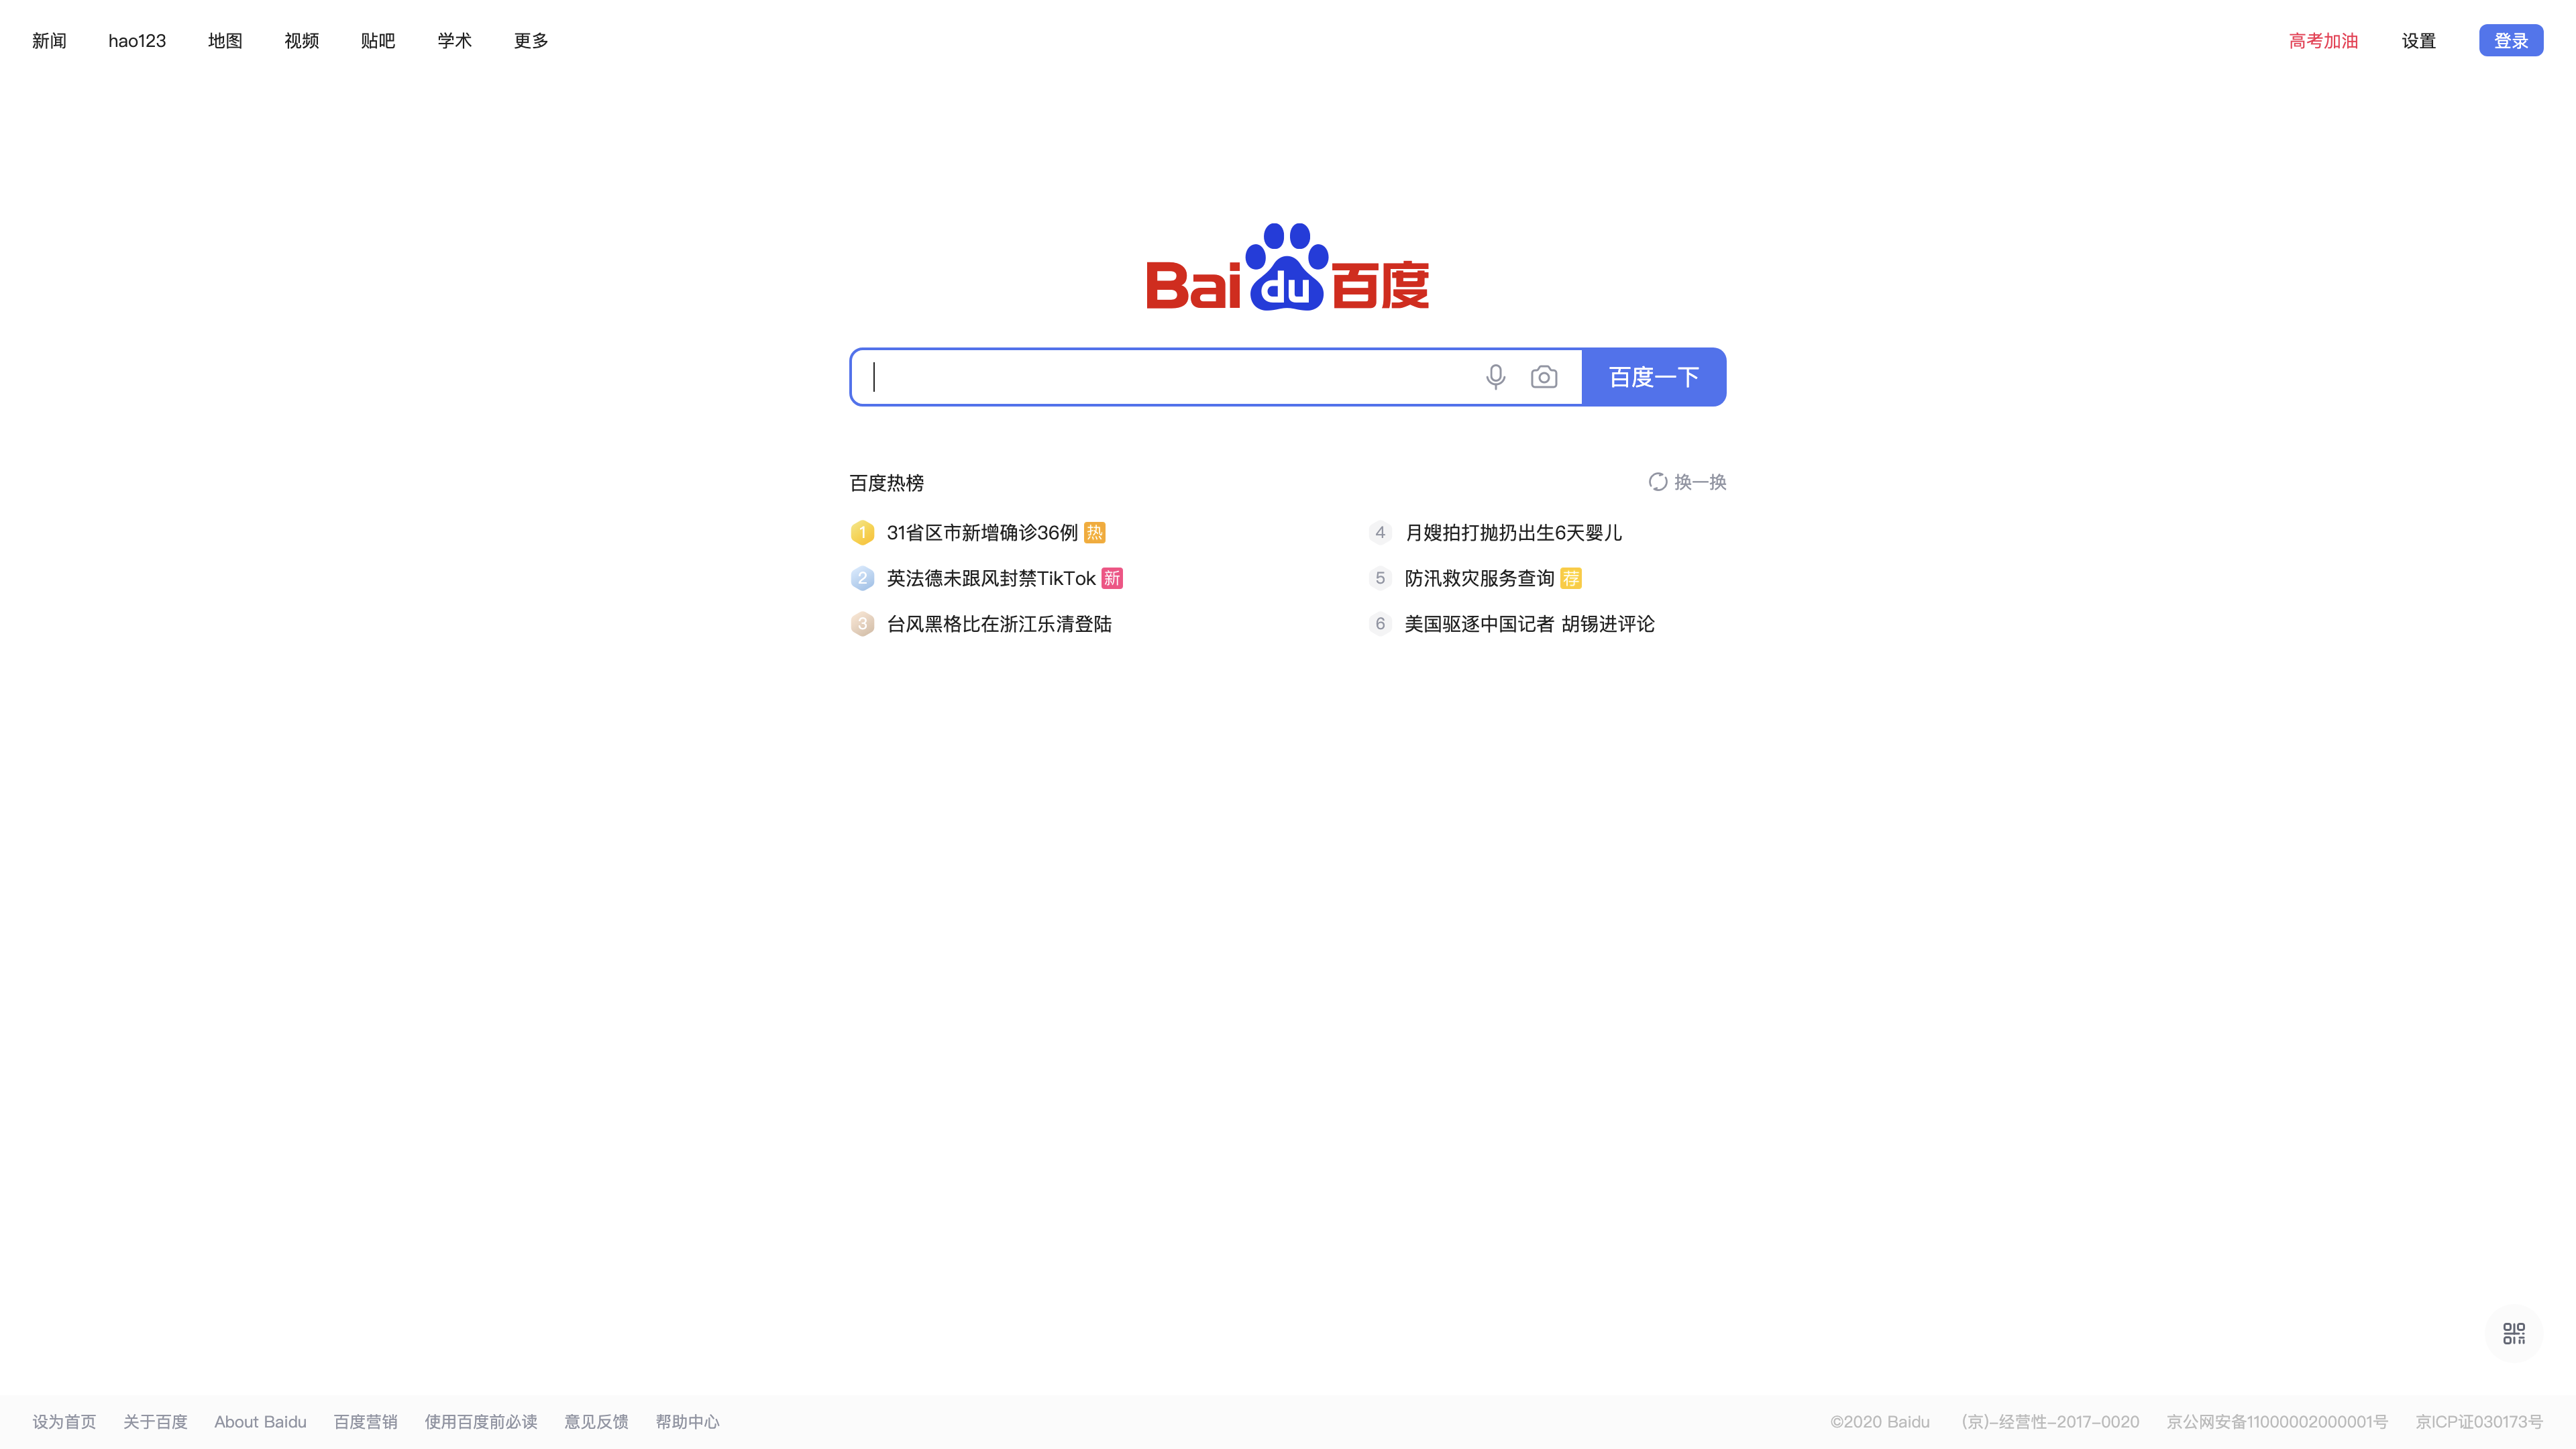 新闻 hao123 地图 视频 贴吧 学术 更多 高考加油 设置 登录
Bai du 百度
百度一下
百度热榜 换一换
1 31省区市新增确诊36例 热
2 英法德未跟风封禁TikTok 新
3 台风黑格比在浙江乐清登陆
4 月嫂拍打抛扔出生6天婴儿
5 防汛救灾服务查询 荐
6 美国驱逐中国记者 胡锡进评论
设为首页 关于百度 About Baidu 百度营销 使用百度前必读 意见反馈 帮助中心 ©2020 Baidu (京)-经营性-2017-0020 京公网安备11000002000001号 京ICP证030173号